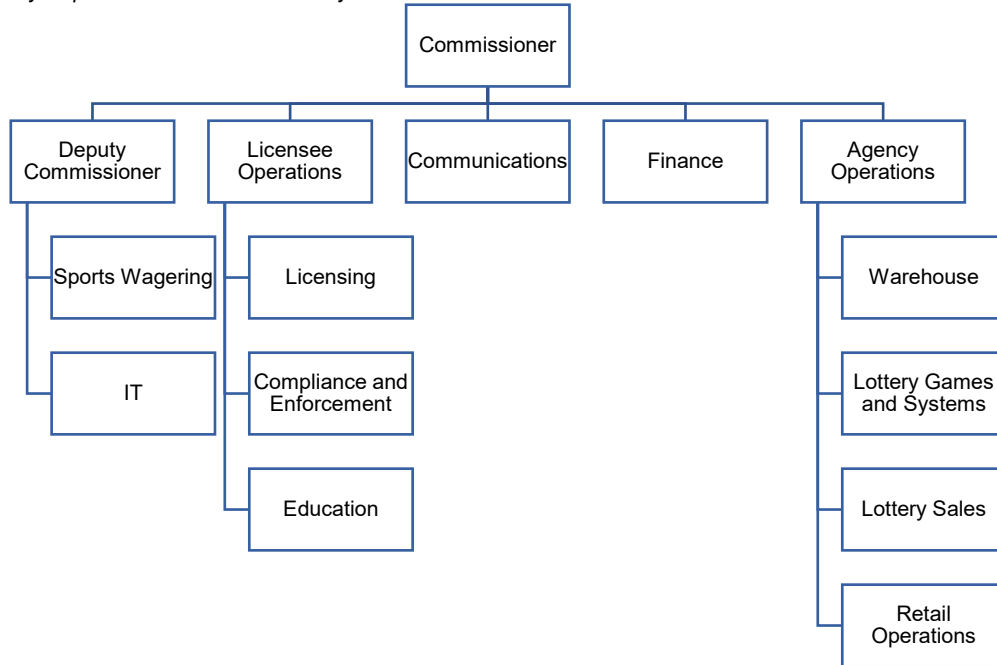 Commissioner
Deputy
Commissioner
Licensee
Operations
Communications
Finance
Agency
Operations
Sports Wagering
Licensing
Warehouse
IT
Compliance and
Enforcement
Lottery Games
and Systems
Education
Lottery Sales
Retail
Operations